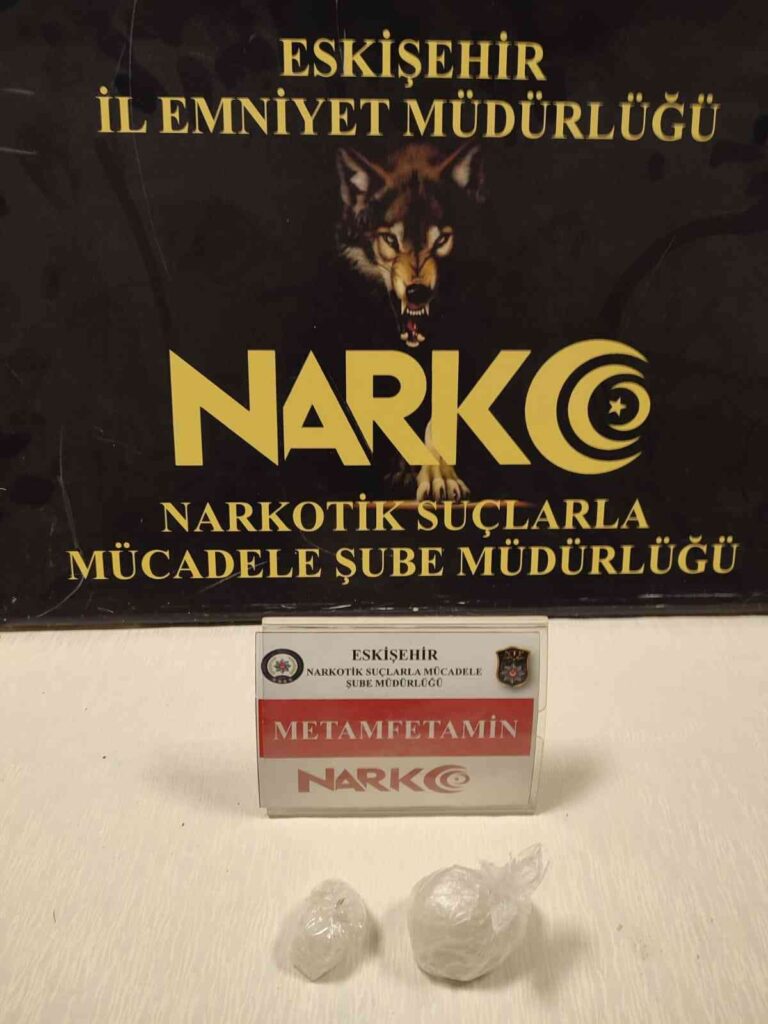 ESKİŞEHİR
İL EMNİYET MÜDÜRLÜĞÜ
NARKO
NARKOTİK SUÇLARLA
MÜCADELE ŞUBE MÜDÜRLÜĞÜ
ESKİŞEHİR
NARKOTİK SUÇLARLA MÜCADELE
ŞUBE MÜDÜRLÜĞÜ
METAMFETAMİN
NARKO